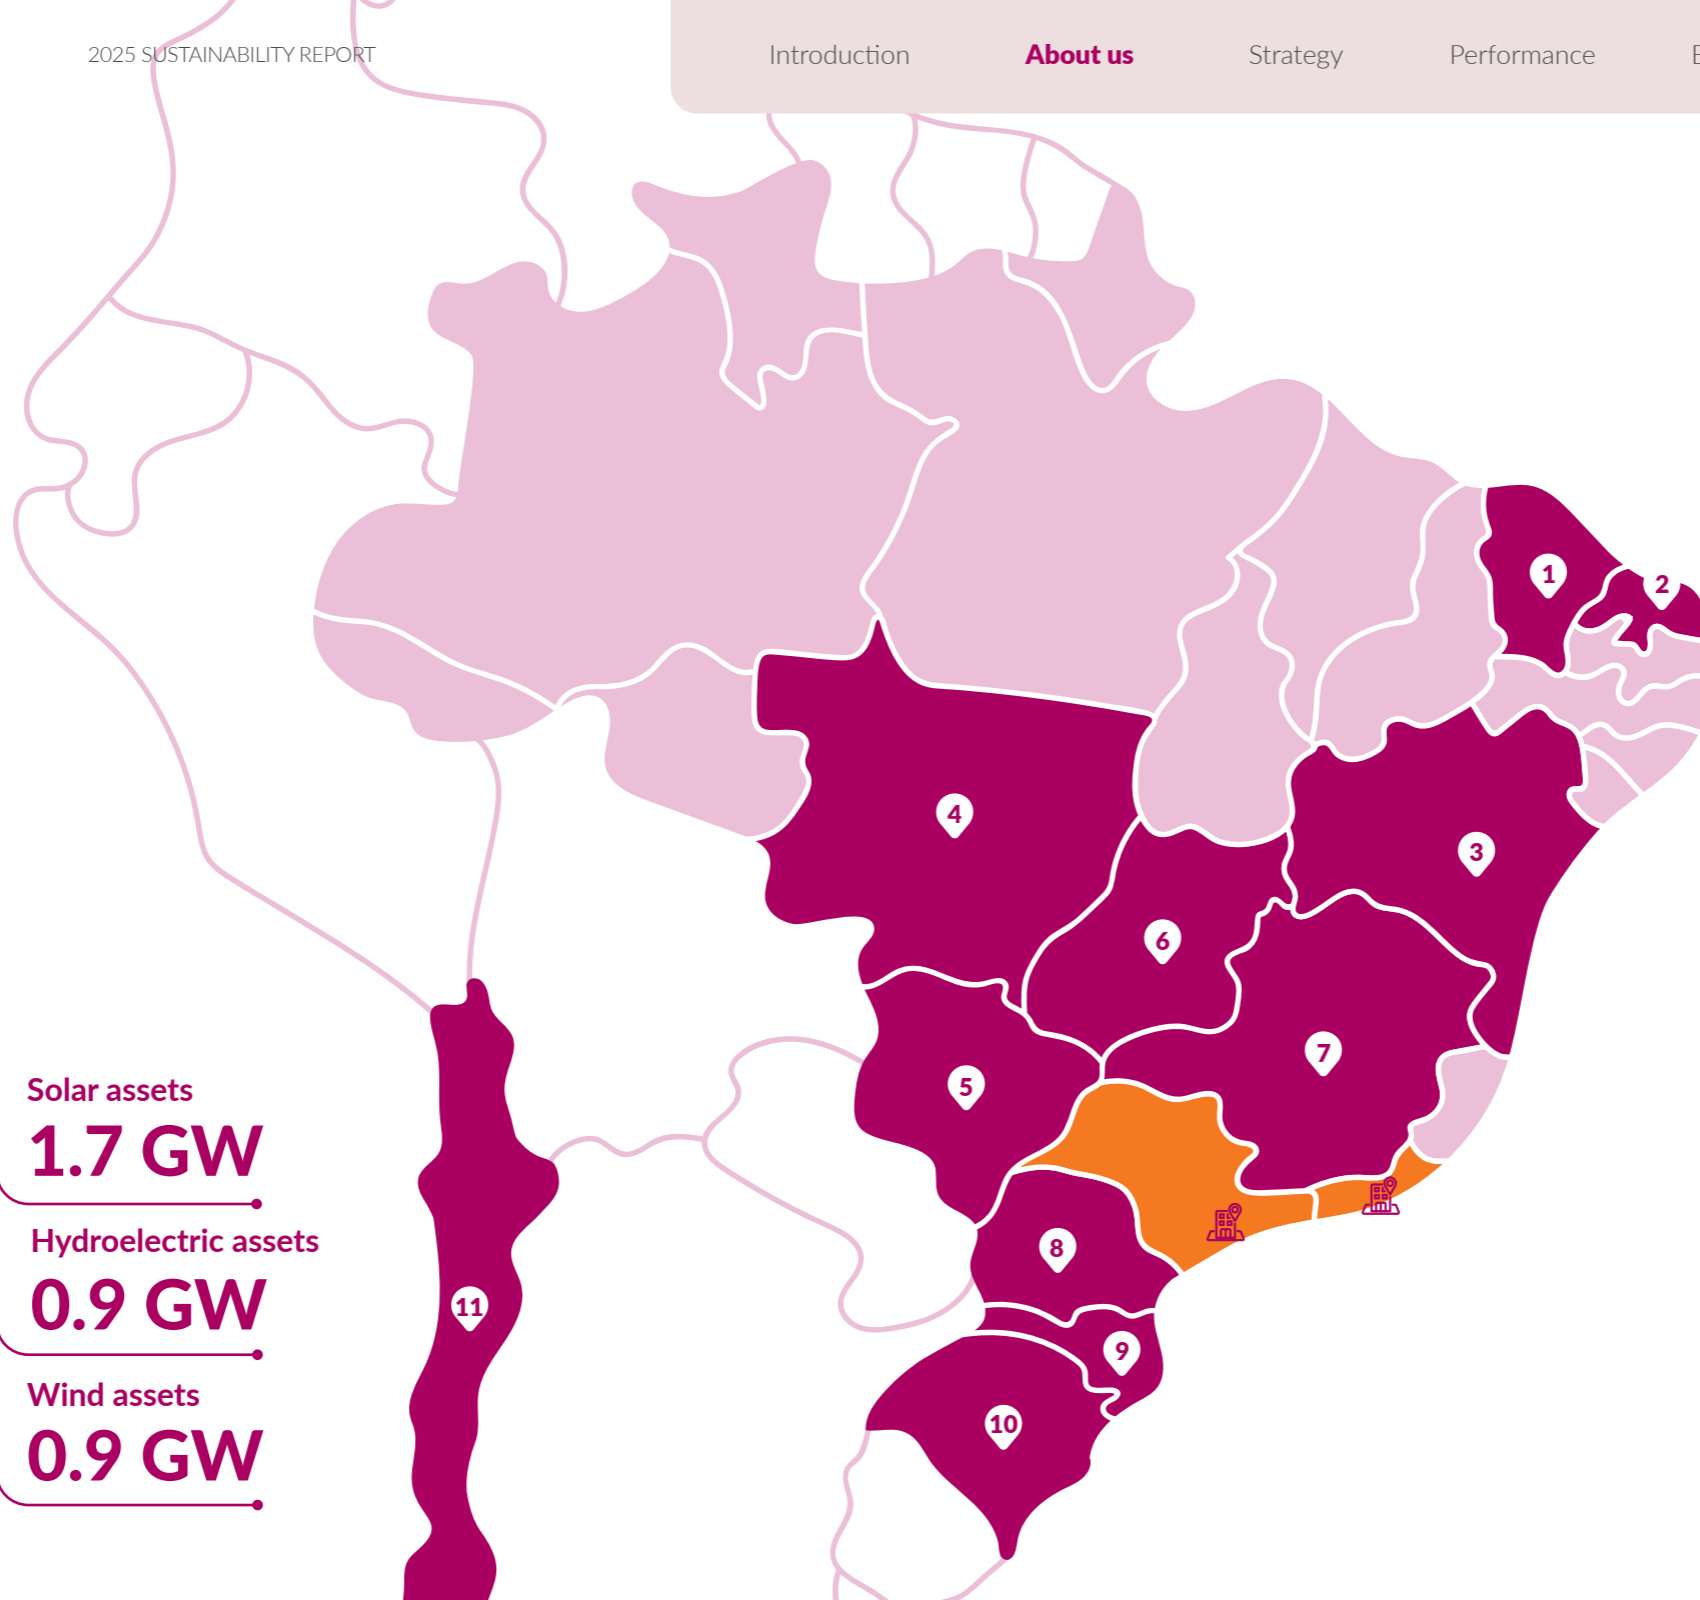 2025 SUSTAINABILITY REPORT
Introduction
About us
Strategy
Performance
1
2
4
3
6
7
5
Solar assets
1.7 GW
Hydroelectric assets
0.9 GW
8
11
9
Wind assets
0.9 GW
10